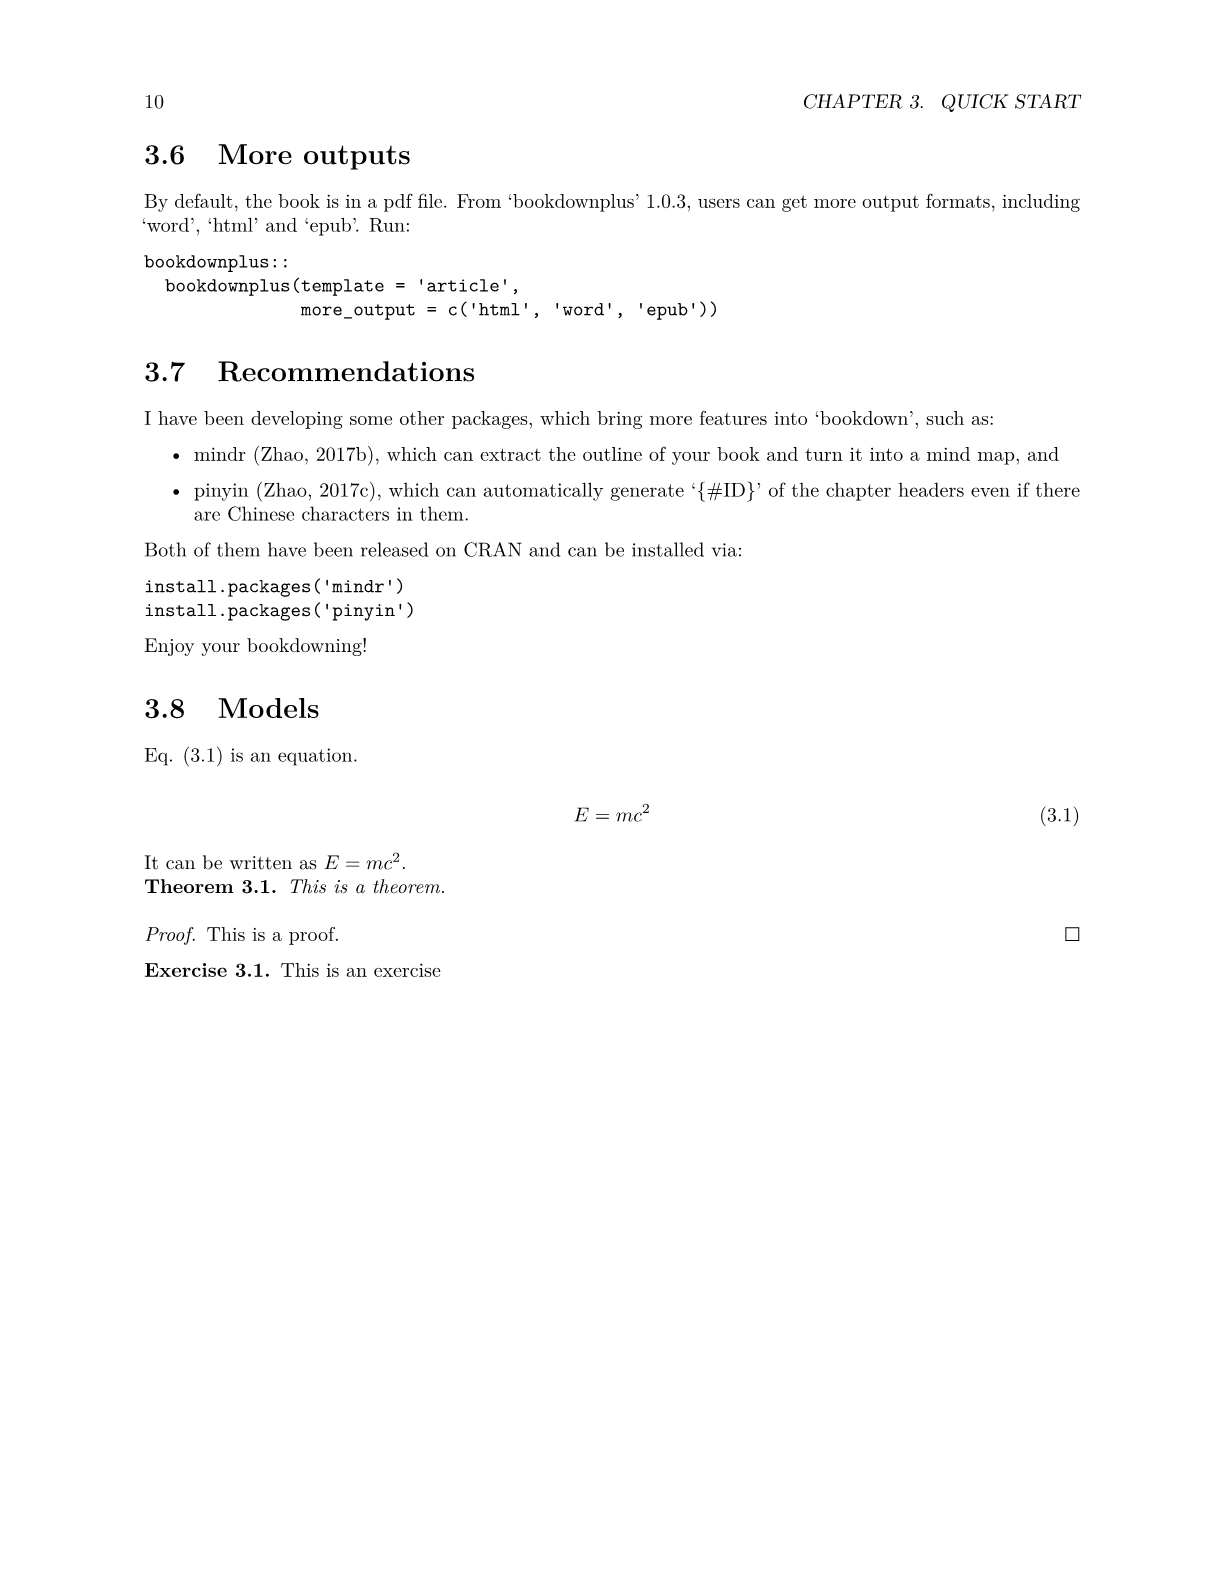 10 CHAPTER 3. QUICK START
3.6 More outputs
By default, the book is in a pdf file. From ‘bookdownplus’ 1.0.3, users can get more output formats, including
‘word’, ‘html’ and ‘epub’. Run:
bookdownplus::
  bookdownplus(template = 'article',
               more_output = c('html', 'word', 'epub'))
3.7 Recommendations
I have been developing some other packages, which bring more features into ‘bookdown’, such as:
• mindr (Zhao, 2017b), which can extract the outline of your book and turn it into a mind map, and
• pinyin (Zhao, 2017c), which can automatically generate ‘{#ID}’ of the chapter headers even if there
are Chinese characters in them.
Both of them have been released on CRAN and can be installed via:
install.packages('mindr')
install.packages('pinyin')
Enjoy your bookdowning!
3.8 Models
Eq. (3.1) is an equation.
E = mc² (3.1)
It can be written as E = mc².
Theorem 3.1. This is a theorem.
Proof. This is a proof. □
Exercise 3.1. This is an exercise